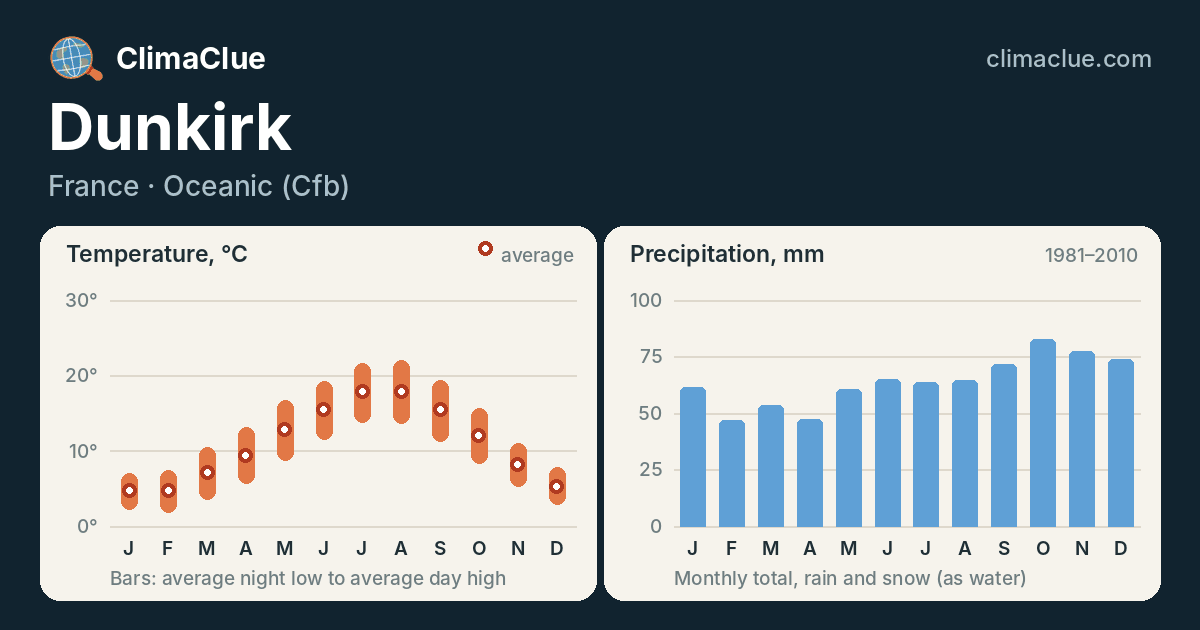 ClimaClue
climaclue.com
Dunkirk
France · Oceanic (Cfb)
Temperature, °C
average
30°
20°
10°
0°
J F M A M J J A S O N D
Bars: average night low to average day high
Precipitation, mm
1981–2010
100
75
50
25
0
J F M A M J J A S O N D
Monthly total, rain and snow (as water)